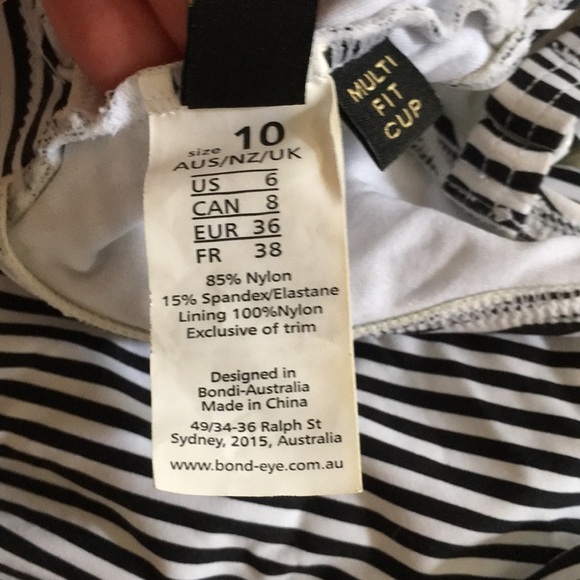 size 10
AUS/NZ/UK
US 6
CAN 8
EUR 36
FR 38
85% Nylon
15% Spandex/Elastane
Lining 100%Nylon
Exclusive of trim
Designed in
Bondi-Australia
Made in China
49/34-36 Ralph St
Sydney, 2015, Australia
www.bond-eye.com.au
MULTI
FIT
CUP